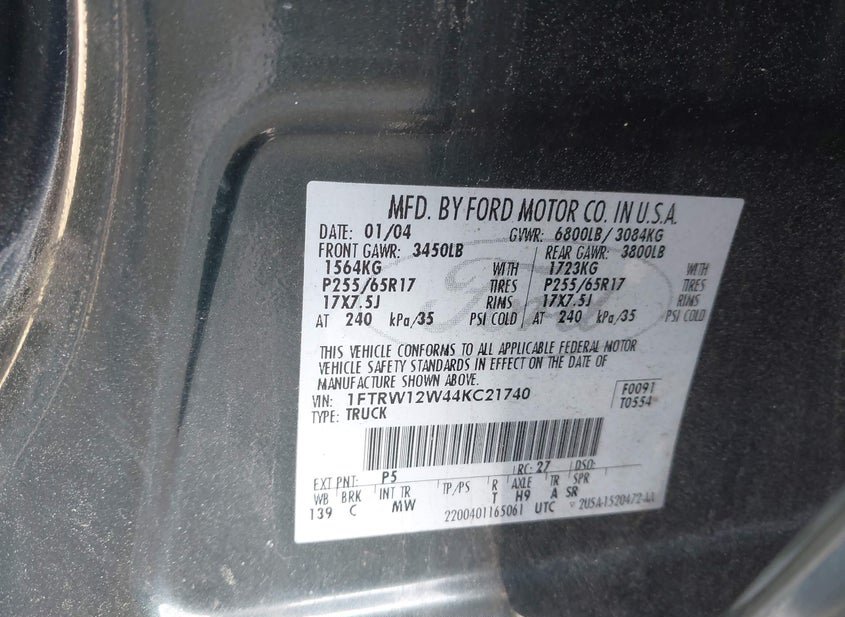 MFD. BY FORD MOTOR CO. IN U.S.A.
DATE: 01/04 GVWR: 6800LB/ 3084KG
FRONT GAWR: 3450LB REAR GAWR: 3800LB
1564KG WITH 1723KG WITH
P255/65R17 TIRES P255/65R17 TIRES
17X7.5J RIMS 17X7.5J RIMS
AT 240 kPa/35 PSI COLD AT 240 kPa/35 PSI COLD
Ford
THIS VEHICLE CONFORMS TO ALL APPLICABLE FEDERAL MOTOR
VEHICLE SAFETY STANDARDS IN EFFECT ON THE DATE OF
MANUFACTURE SHOWN ABOVE.
VIN: 1FTRW12W44KC21740 F0091
TYPE: TRUCK T0554
EXT PNT: P5 RC: 27 DSO:
WB BRK INT TR TP/PS R AXLE TR SPR
139 C MW T H9 A SR
2200401165061 UTC 2U5A-1520472-AA